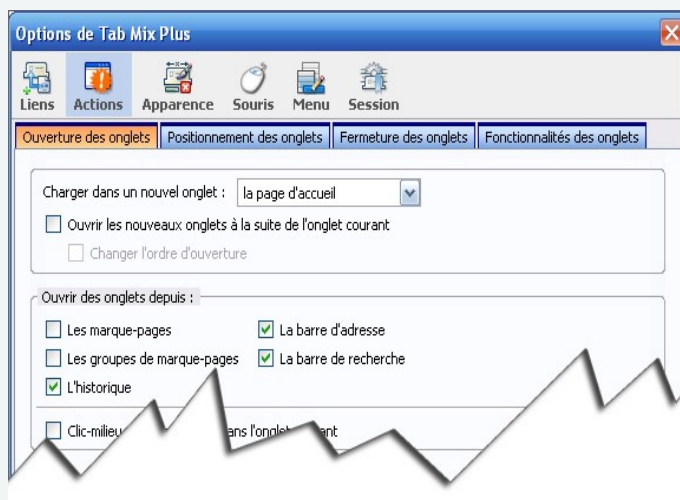 Options de Tab Mix Plus
Liens Actions Apparence Souris Menu Session
Ouverture des onglets Positionnement des onglets Fermeture des onglets Fonctionnalités des onglets
Charger dans un nouvel onglet : la page d'accueil
Ouvrir les nouveaux onglets à la suite de l'onglet courant
Changer l'ordre d'ouverture
Ouvrir des onglets depuis :
Les marque-pages La barre d'adresse
Les groupes de marque-pages La barre de recherche
L'historique
Clic-milieu ans l'onglet